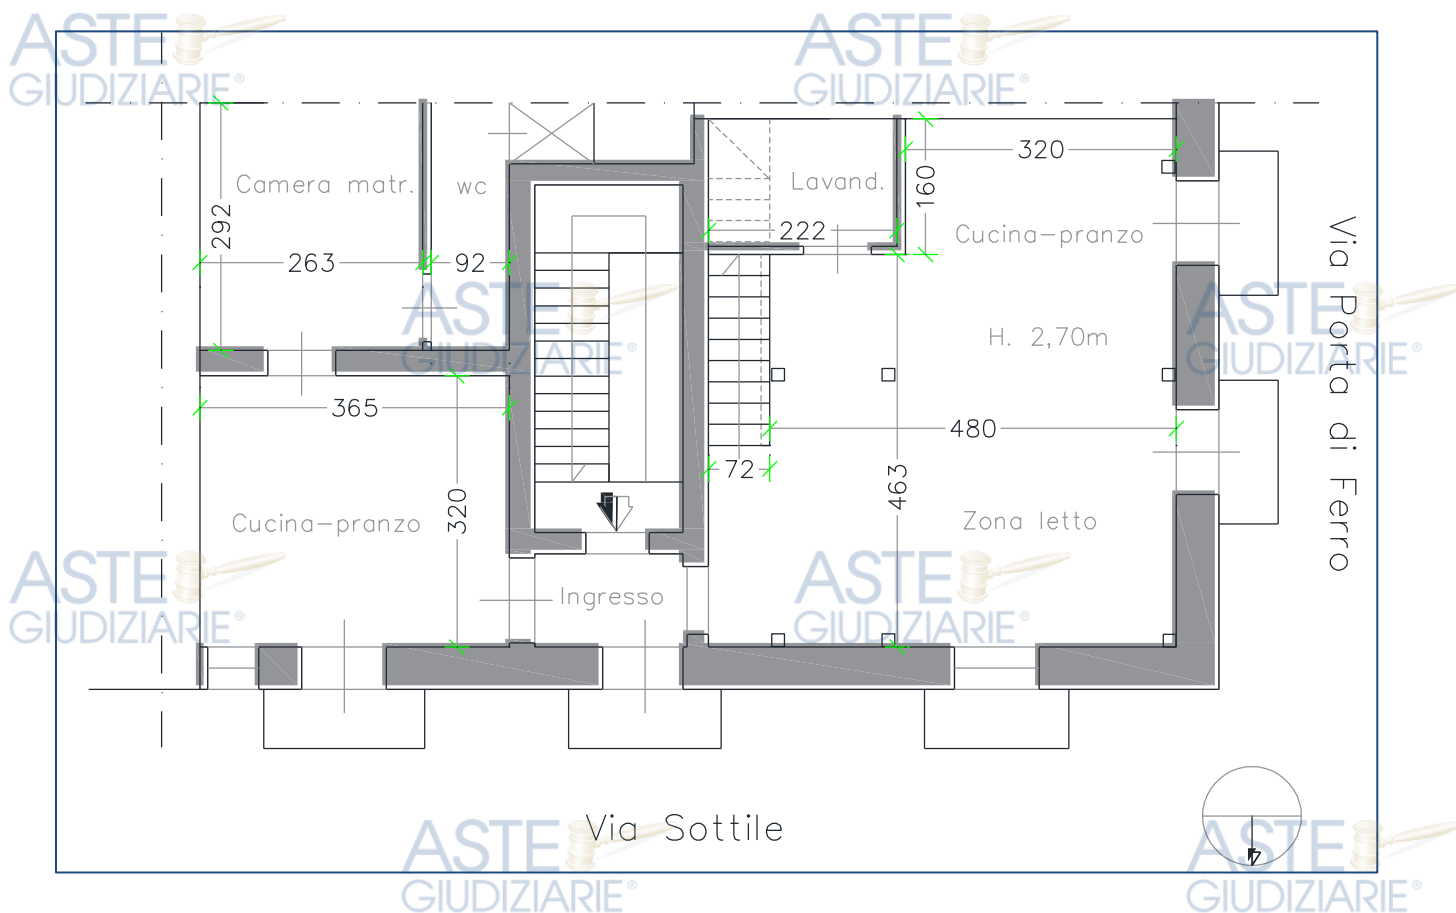 ASTE
GIUDIZIARIE®
ASTE
GIUDIZIARIE®
320
Camera matr.
wc
Lavand.
160
292
222
Cucina-pranzo
263
92
Via Porta di Ferro
ASTE
GIUDIZIARIE®
ASTE
GIUDIZIARIE®
H. 2,70m
365
480
72
463
320
Cucina-pranzo
Zona letto
ASTE
GIUDIZIARIE®
ASTE
GIUDIZIARIE®
Ingresso
Via Sottile
ASTE
GIUDIZIARIE®
ASTE
GIUDIZIARIE®